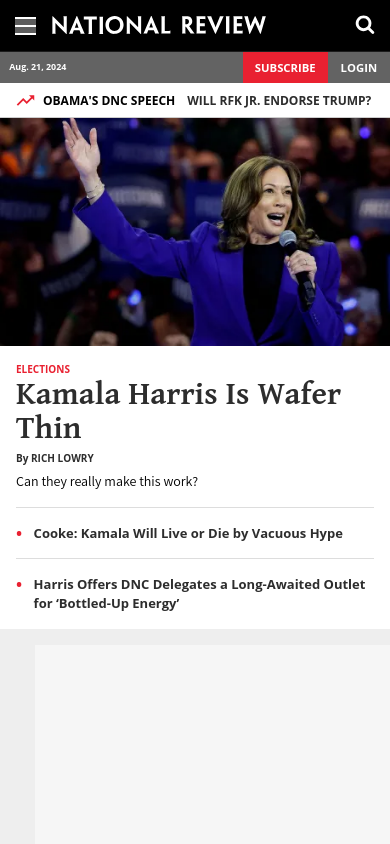 NATIONAL REVIEW
Aug. 21, 2024
SUBSCRIBE
LOGIN
OBAMA'S DNC SPEECH
WILL RFK JR. ENDORSE TRUMP?
ELECTIONS
Kamala Harris Is Wafer
Thin
By RICH LOWRY
Can they really make this work?
Cooke: Kamala Will Live or Die by Vacuous Hype
Harris Offers DNC Delegates a Long-Awaited Outlet
for ‘Bottled-Up Energy’